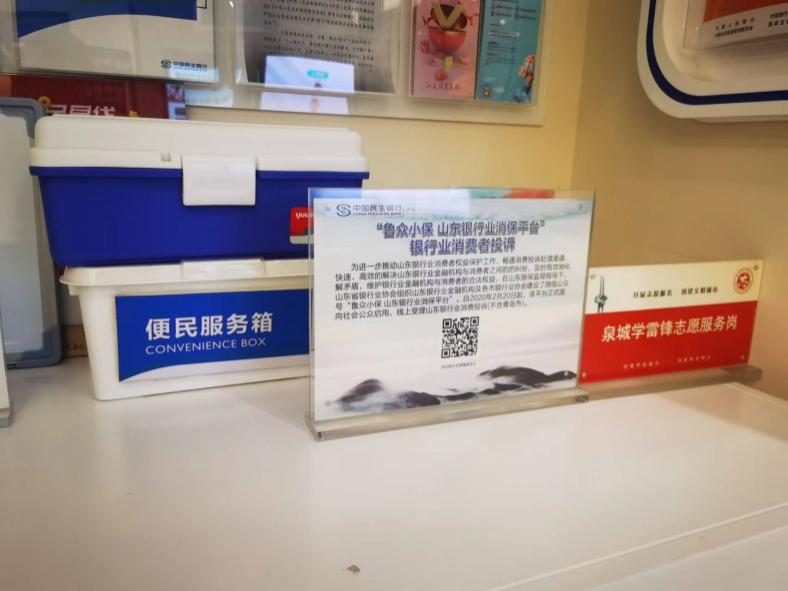 中国民生银行
便民服务箱
CONVENIENCE BOX
中国民生银行
CHINA MINSHENG BANK
“鲁众小保 山东银行业消保平台”
银行业消费者投诉
为进一步推动山东银行业消费者权益保护工作，畅通消费投诉处理渠道，
快速、高效的解决山东银行业金融机构与消费者之间的的纠纷，及时有效地化
解矛盾，维护银行业金融机构与消费者的合法权益，在山东银保监局指导下，
山东省银行业协会组织山东银行业金融机构及各市银行业协会建设了微信公众
号“鲁众小保 山东银行业消保平台”，自2020年2月20日起，该平台正式面
向社会公众启用，线上受理山东银行业消费投诉(不含青岛市)。
泉城学雷锋志愿服务岗